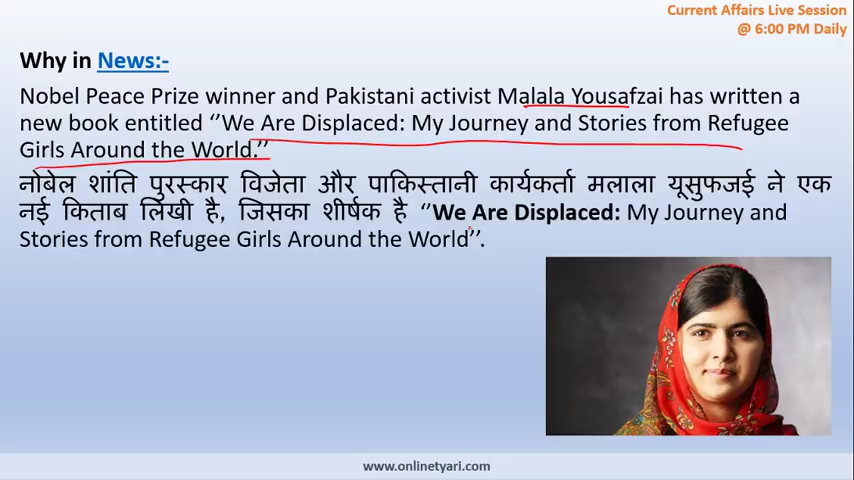 Current Affairs Live Session
@ 6:00 PM Daily
Why in News:-
Nobel Peace Prize winner and Pakistani activist Malala Yousafzai has written a
new book entitled ‘’We Are Displaced: My Journey and Stories from Refugee
Girls Around the World.’’
नोबेल शांति पुरस्कार विजेता और पाकिस्तानी कार्यकर्ता मलाला यूसुफजई ने एक
नई किताब लिखी है, जिसका शीर्षक है ‘’We Are Displaced: My Journey and
Stories from Refugee Girls Around the World’’.
www.onlinetyari.com